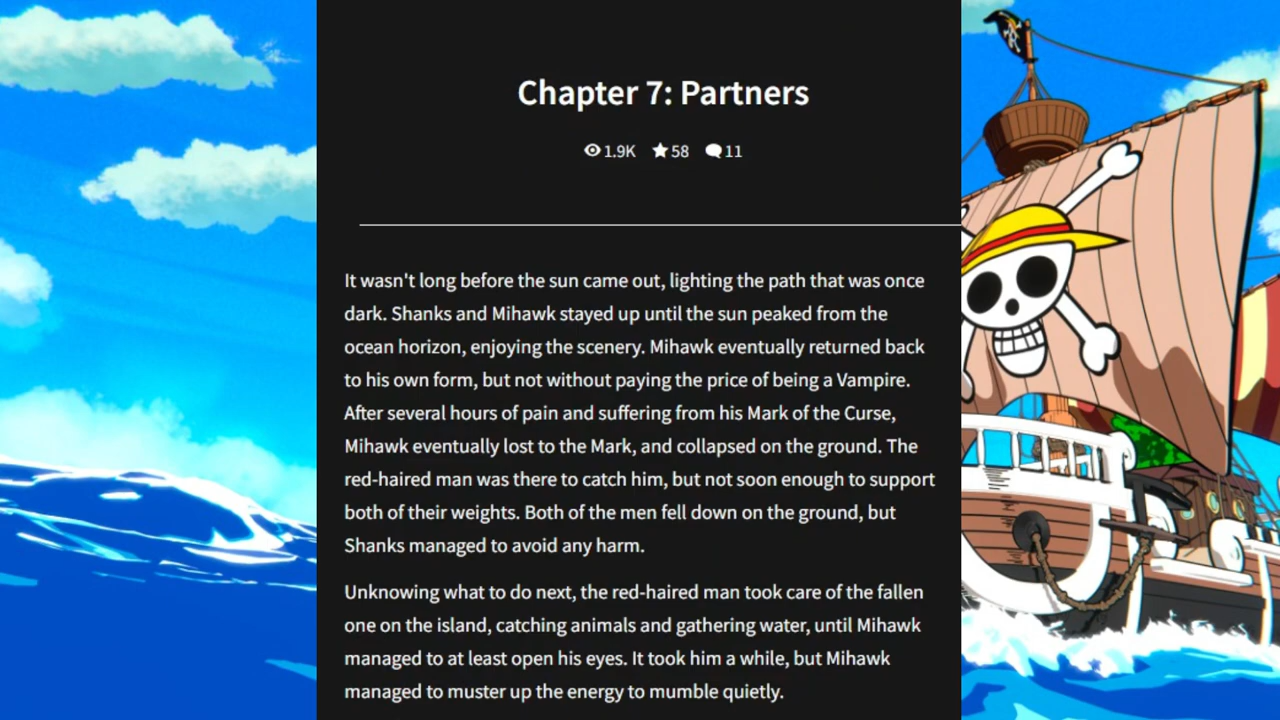 Chapter 7: Partners
1.9K 58 11
It wasn't long before the sun came out, lighting the path that was once
dark. Shanks and Mihawk stayed up until the sun peaked from the
ocean horizon, enjoying the scenery. Mihawk eventually returned back
to his own form, but not without paying the price of being a Vampire.
After several hours of pain and suffering from his Mark of the Curse,
Mihawk eventually lost to the Mark, and collapsed on the ground. The
red-haired man was there to catch him, but not soon enough to support
both of their weights. Both of the men fell down on the ground, but
Shanks managed to avoid any harm.
Unknowing what to do next, the red-haired man took care of the fallen
one on the island, catching animals and gathering water, until Mihawk
managed to at least open his eyes. It took him a while, but Mihawk
managed to muster up the energy to mumble quietly.